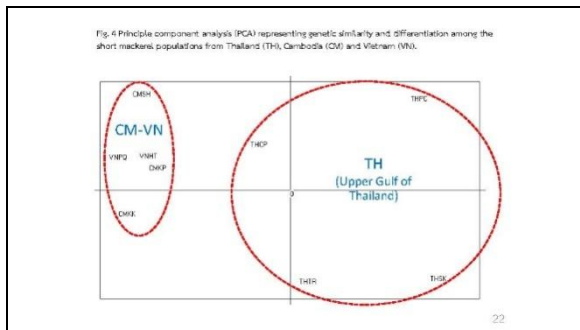 Fig. 4 Principle component analysis (PCA) representing genetic similarity and differentiation among the
short mackerel populations from Thailand (TH), Cambodia (CM) and Vietnam (VN).
CMSH
THPC
CM-VN
THCP
VNPQ
VNHT
CMKP
TH
(Upper Gulf of
Thailand)
0
CMKK
THTR
THSK
22